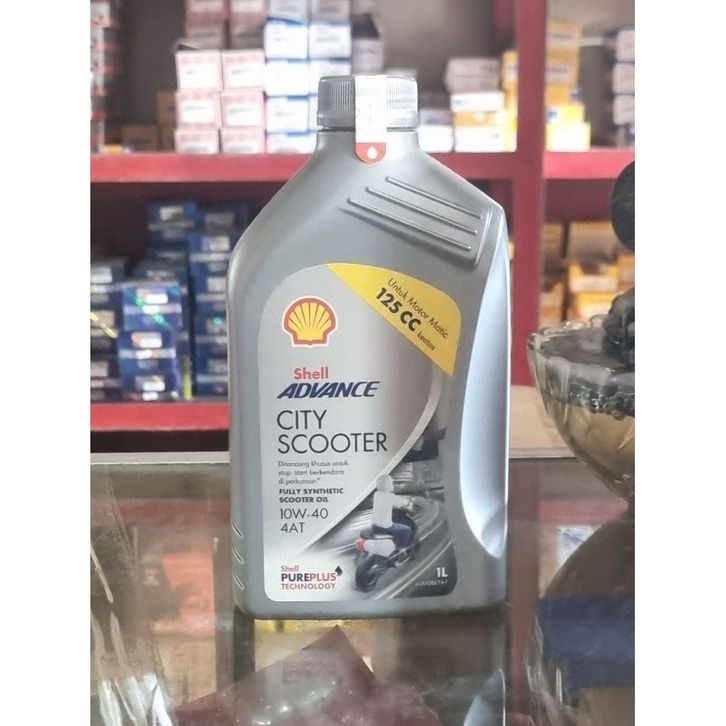 Untuk Motor Matic
125 CC keatas
Shell
ADVANCE
CITY
SCOOTER
Dirancang khusus untuk
stop start berkendara
di perkotaan*
FULLY SYNTHETIC
SCOOTER OIL
10W-40
4AT
Shell
PUREPLUS
TECHNOLOGY
1L